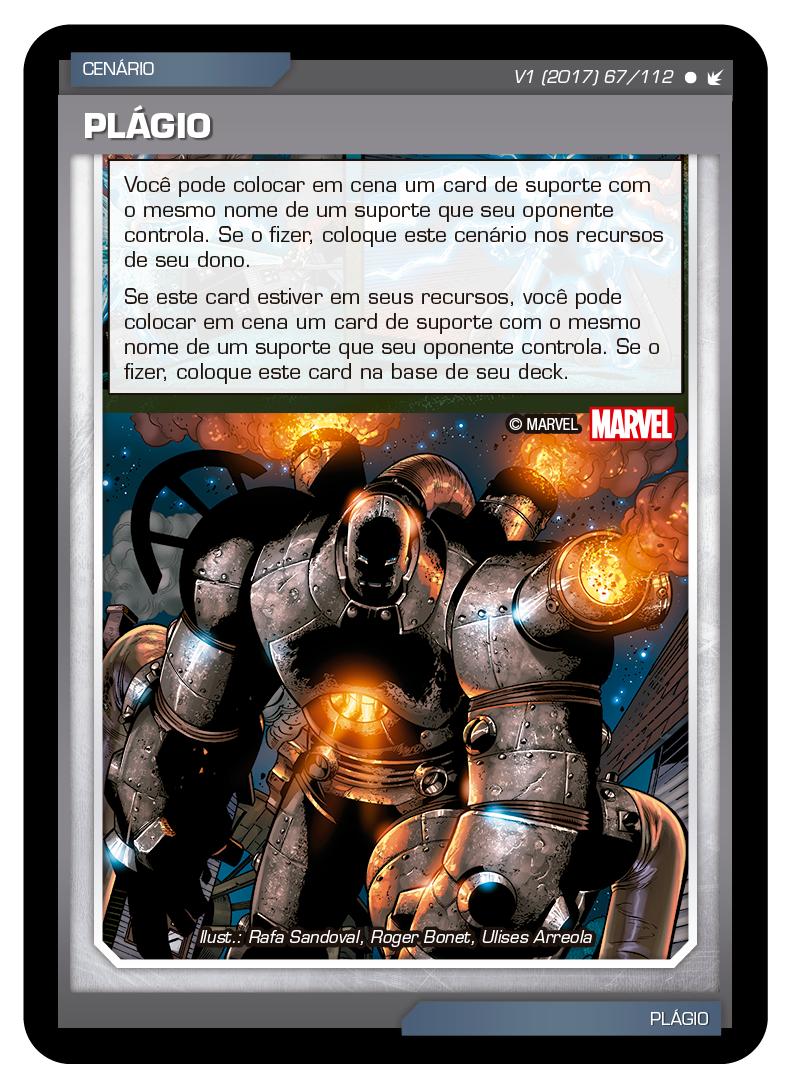 CENÁRIO
V1 (2017) 67/112
PLÁGIO
Você pode colocar em cena um card de suporte com
o mesmo nome de um suporte que seu oponente
controla. Se o fizer, coloque este cenário nos recursos
de seu dono.
Se este card estiver em seus recursos, você pode
colocar em cena um card de suporte com o mesmo
nome de um suporte que seu oponente controla. Se o
fizer, coloque este card na base de seu deck.
© MARVEL MARVEL
Ilust.: Rafa Sandoval, Roger Bonet, Ulises Arreola
PLÁGIO